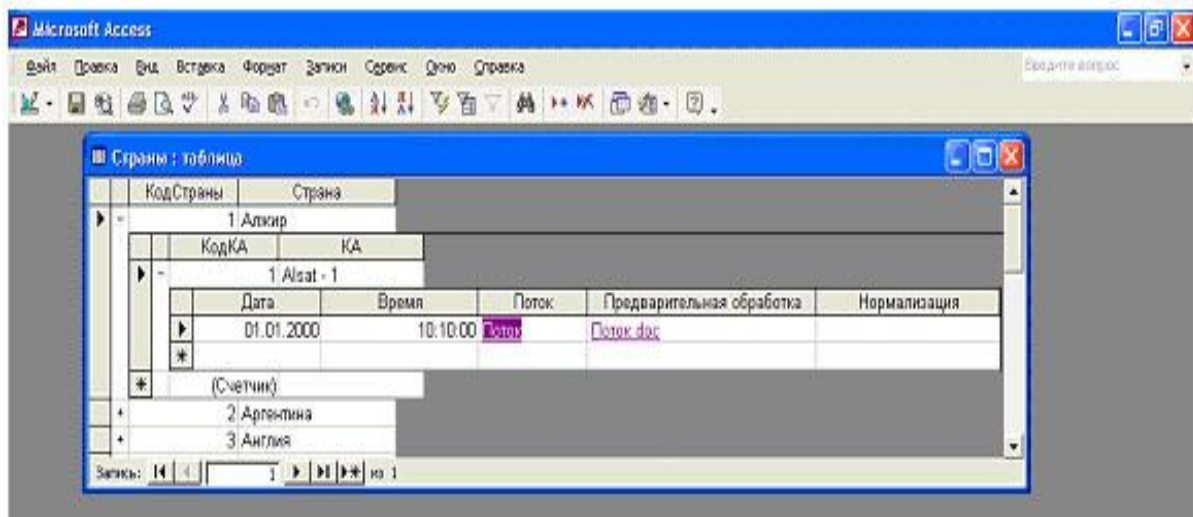 Microsoft Access
Файл Правка Вид Вставка Формат Записи Сервис Окно Справка Введите вопрос
Страны : таблица
КодСтраны Страна
1 Алжир
КодКА КА
1 Alsat - 1
Дата Время Поток Предварительная обработка Нормализация
01.01.2000 10:10:00 Поток Поток.doc
(Счетчик)
2 Аргентина
3 Англия
Запись: 1 из 1